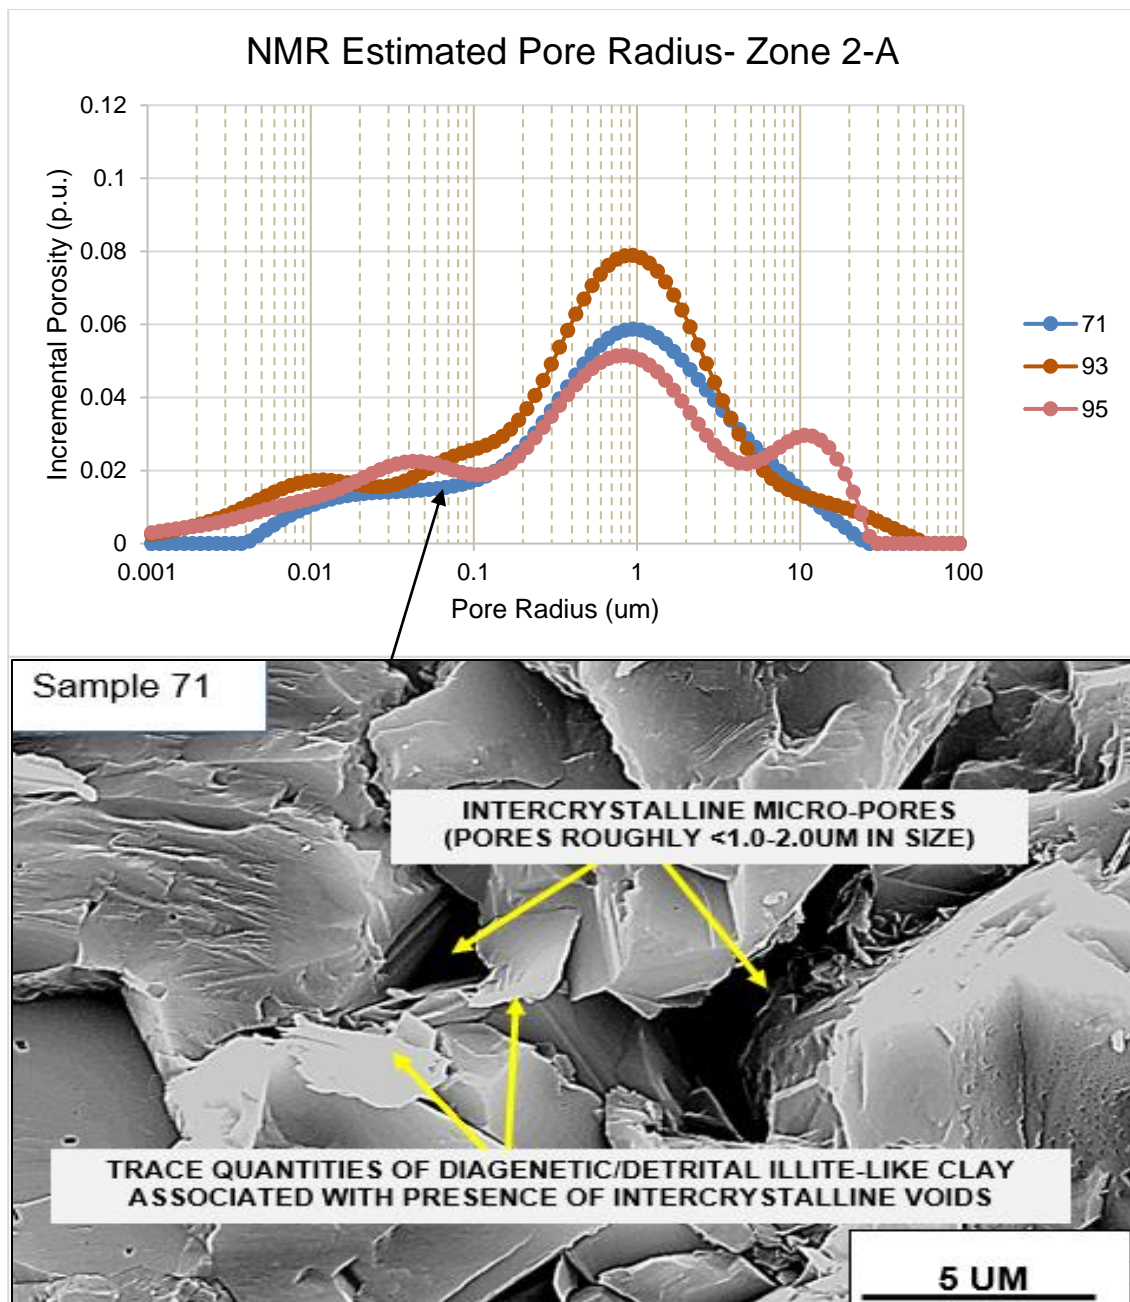 NMR Estimated Pore Radius- Zone 2-A
Incremental Porosity (p.u.)
0.12
0.1
0.08
0.06
0.04
0.02
0
0.001 0.01 0.1 1 10 100
Pore Radius (um)
71
93
95
Sample 71
INTERCRYSTALLINE MICRO-PORES
(PORES ROUGHLY <1.0-2.0UM IN SIZE)
TRACE QUANTITIES OF DIAGENETIC/DETRITAL ILLITE-LIKE CLAY
ASSOCIATED WITH PRESENCE OF INTERCRYSTALLINE VOIDS
5 UM